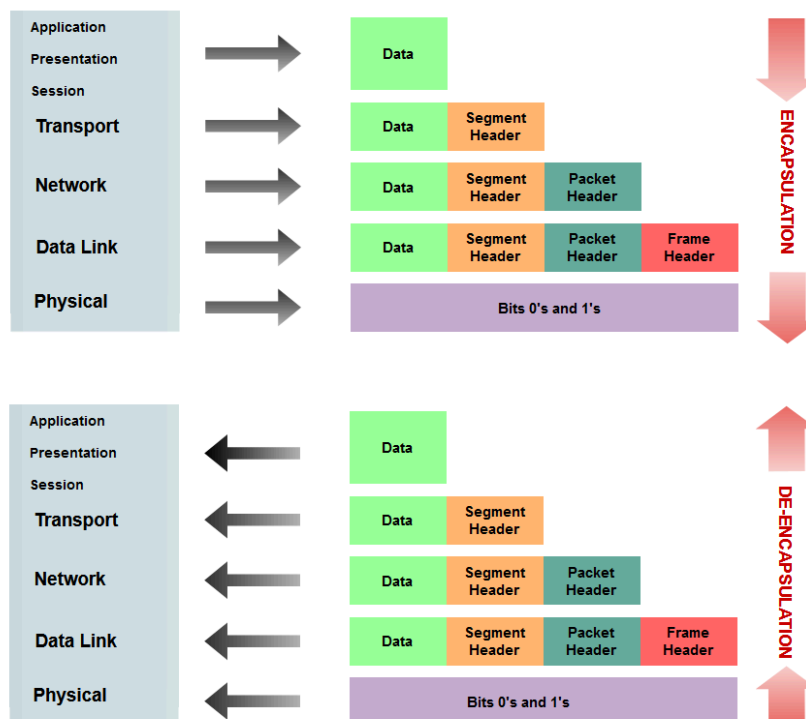 Application
Presentation
Session
Data
Transport
Data
Segment
Header
Network
Data
Segment
Header
Packet
Header
Data Link
Data
Segment
Header
Packet
Header
Frame
Header
Physical
Bits 0's and 1's
ENCAPSULATION
Application
Presentation
Session
Data
Transport
Data
Segment
Header
Network
Data
Segment
Header
Packet
Header
Data Link
Data
Segment
Header
Packet
Header
Frame
Header
Physical
Bits 0's and 1's
DE-ENCAPSULATION